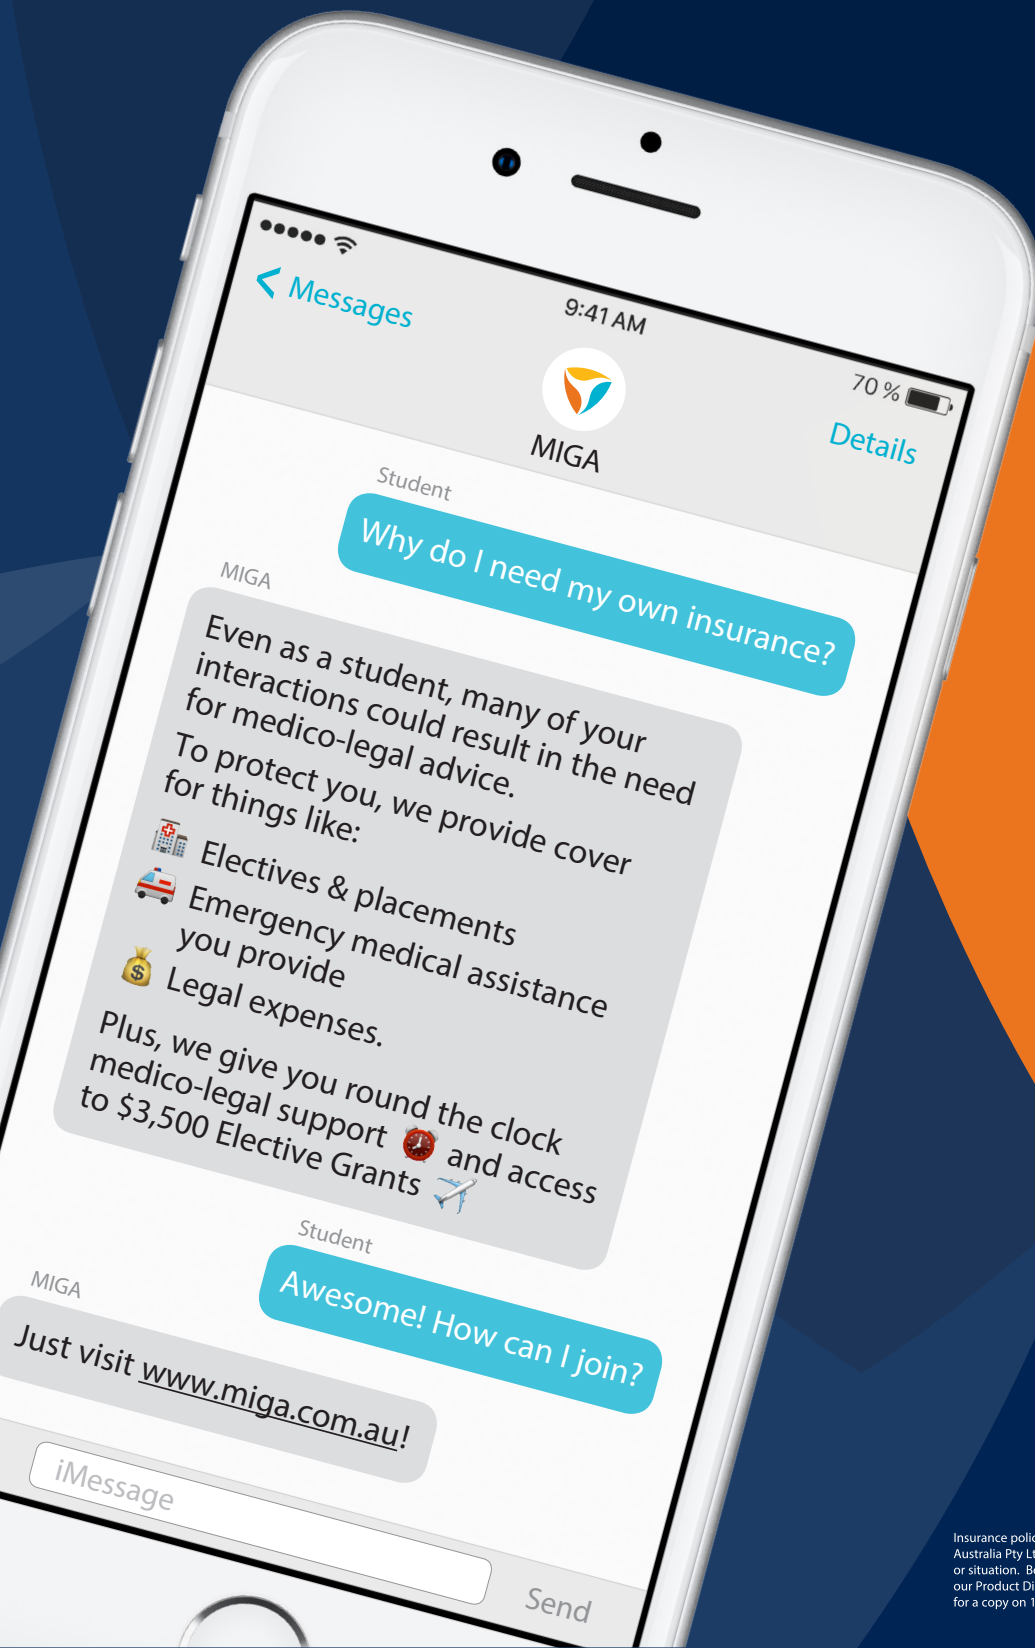 9:41 AM
70 %
Messages
MIGA
Details
Student
Why do I need my own insurance?
MIGA
Even as a student, many of your
interactions could result in the need
for medico-legal advice.
To protect you, we provide cover
for things like:
Electives & placements
Emergency medical assistance
you provide
Legal expenses.
Plus, we give you round the clock
medico-legal support ⏰ and access
to $3,500 Elective Grants ✈️
Student
Awesome! How can I join?
MIGA
Just visit www.miga.com.au!
iMessage
Send
Insurance
Australia Pty
or situation.
our Product
for a copy on